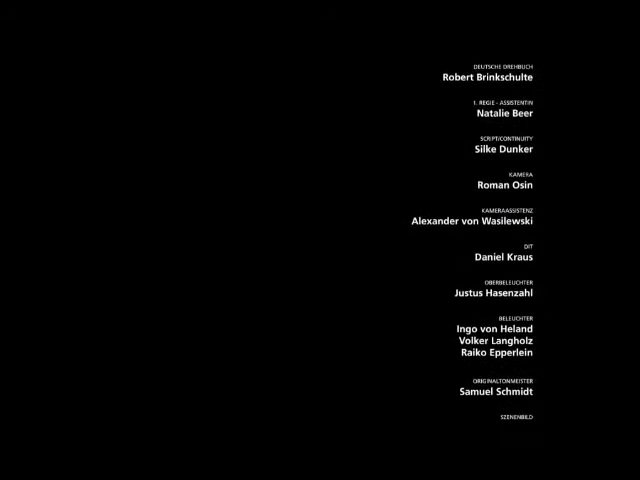 DEUTSCHE DREHBUCH
Robert Brinkschulte
1. REGIE - ASSISTENTIN
Natalie Beer
SCRIPT/CONTINUITY
Silke Dunker
KAMERA
Roman Osin
KAMERAASSISTENZ
Alexander von Wasilewski
DIT
Daniel Kraus
OBERBELEUCHTER
Justus Hasenzahl
BELEUCHTER
Ingo von Heland
Volker Langholz
Raiko Epperlein
ORIGINALTONMEISTER
Samuel Schmidt
SZENENBILD